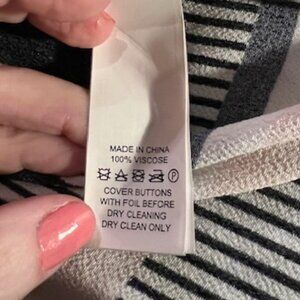 MADE IN CHINA
100% VISCOSE
P
COVER BUTTONS
WITH FOIL BEFORE
DRY CLEANING
DRY CLEAN ONLY